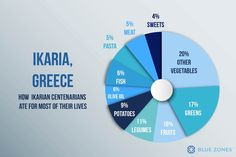 IKARIA,
GREECE
HOW IKARIAN CENTENARIANS
ATE FOR MOST OF THEIR LIVES
4%
SWEETS
5%
MEAT
5%
PASTA
6%
FISH
6%
OLIVE OIL
9%
POTATOES
11%
LEGUMES
16%
FRUITS
17%
GREENS
20%
OTHER
VEGETABLES
BLUE ZONES